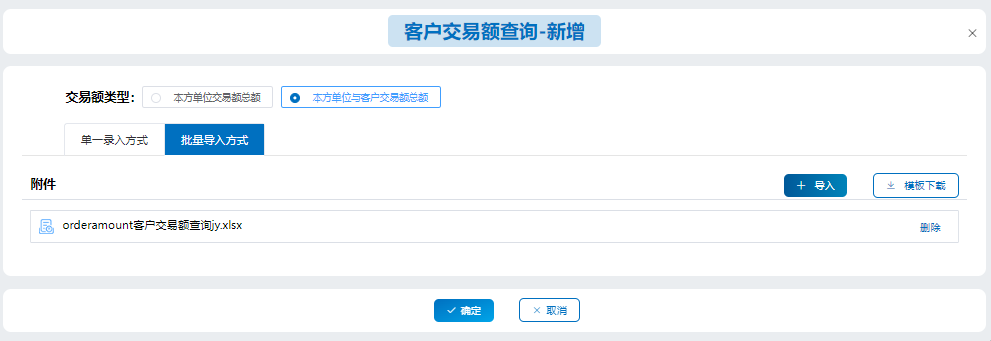 客户交易额查询-新增
交易额类型: 本方单位交易额总额 本方单位与客户交易额总额
单一录入方式 批量导入方式
附件 导入 模板下载
orderamount客户交易额查询jy.xlsx 删除
确定 取消